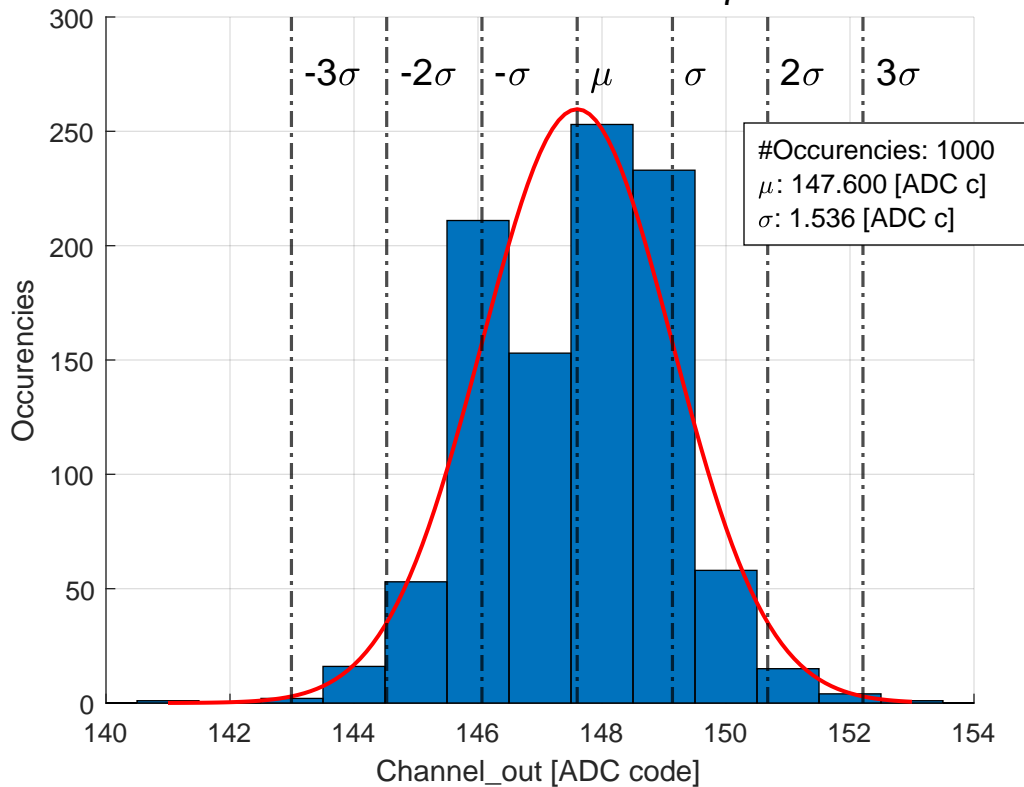 300
250
200
150
100
50
0
Occurencies
-3σ -2σ -σ μ σ 2σ 3σ
#Occurencies: 1000
μ: 147.600 [ADC c]
σ: 1.536 [ADC c]
140 142 144 146 148 150 152 154
Channel_out [ADC code]